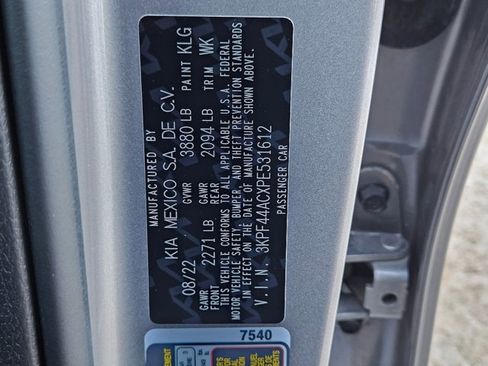 MANUFACTURED BY
KIA MEXICO S.A. DE C.V.
08/22 GVWR 3880 LB PAINT KLG
GAWR FRONT 2271 LB GAWR REAR 2094 LB TRIM WK
THIS VEHICLE CONFORMS TO ALL APPLICABLE U.S.A. FEDERAL
MOTOR VEHICLE SAFETY, BUMPER, AND THEFT PREVENTION STANDARDS
IN EFFECT ON THE DATE OF MANUFACTURE SHOWN ABOVE.
V.I.N. 3KPF44ACXPE531612
PASSENGER CAR
7540